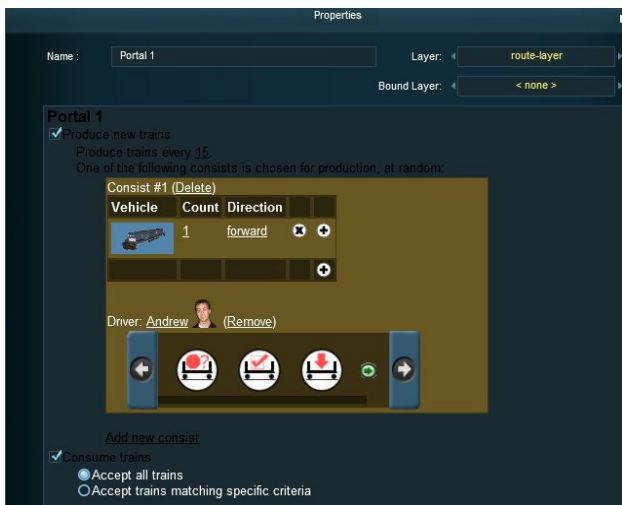 Properties
Name : Portal 1 Layer: route-layer
Bound Layer: < none >
Portal 1
Produce new trains
Produce trains every 15.
One of the following consists is chosen for production, at random:
Consist #1 (Delete)
Vehicle Count Direction
1 forward
Driver: Andrew (Remove)
?
Add new consist
Consume trains
Accept all trains
Accept trains matching specific criteria